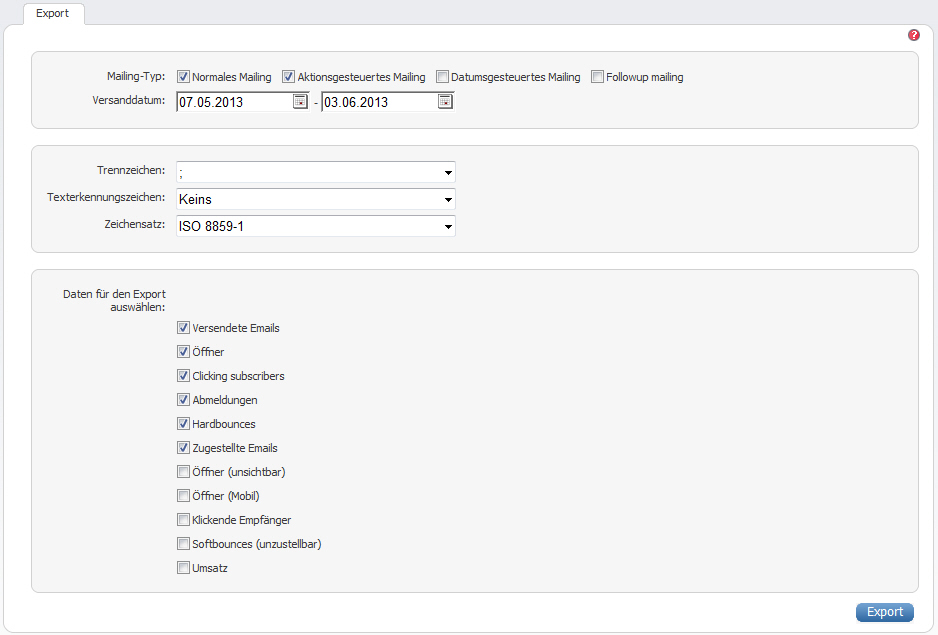 Export
?
Mailing-Typ: Normales Mailing Aktionsgesteuertes Mailing Datumsgesteuertes Mailing Followup mailing
Versanddatum: 07.05.2013 - 03.06.2013
Trennzeichen: ;
Texterkennungszeichen: Keins
Zeichensatz: ISO 8859-1
Daten für den Export
auswählen:
Versendete Emails
Öffner
Clicking subscribers
Abmeldungen
Hardbounces
Zugestellte Emails
Öffner (unsichtbar)
Öffner (Mobil)
Klickende Empfänger
Softbounces (unzustellbar)
Umsatz
Export